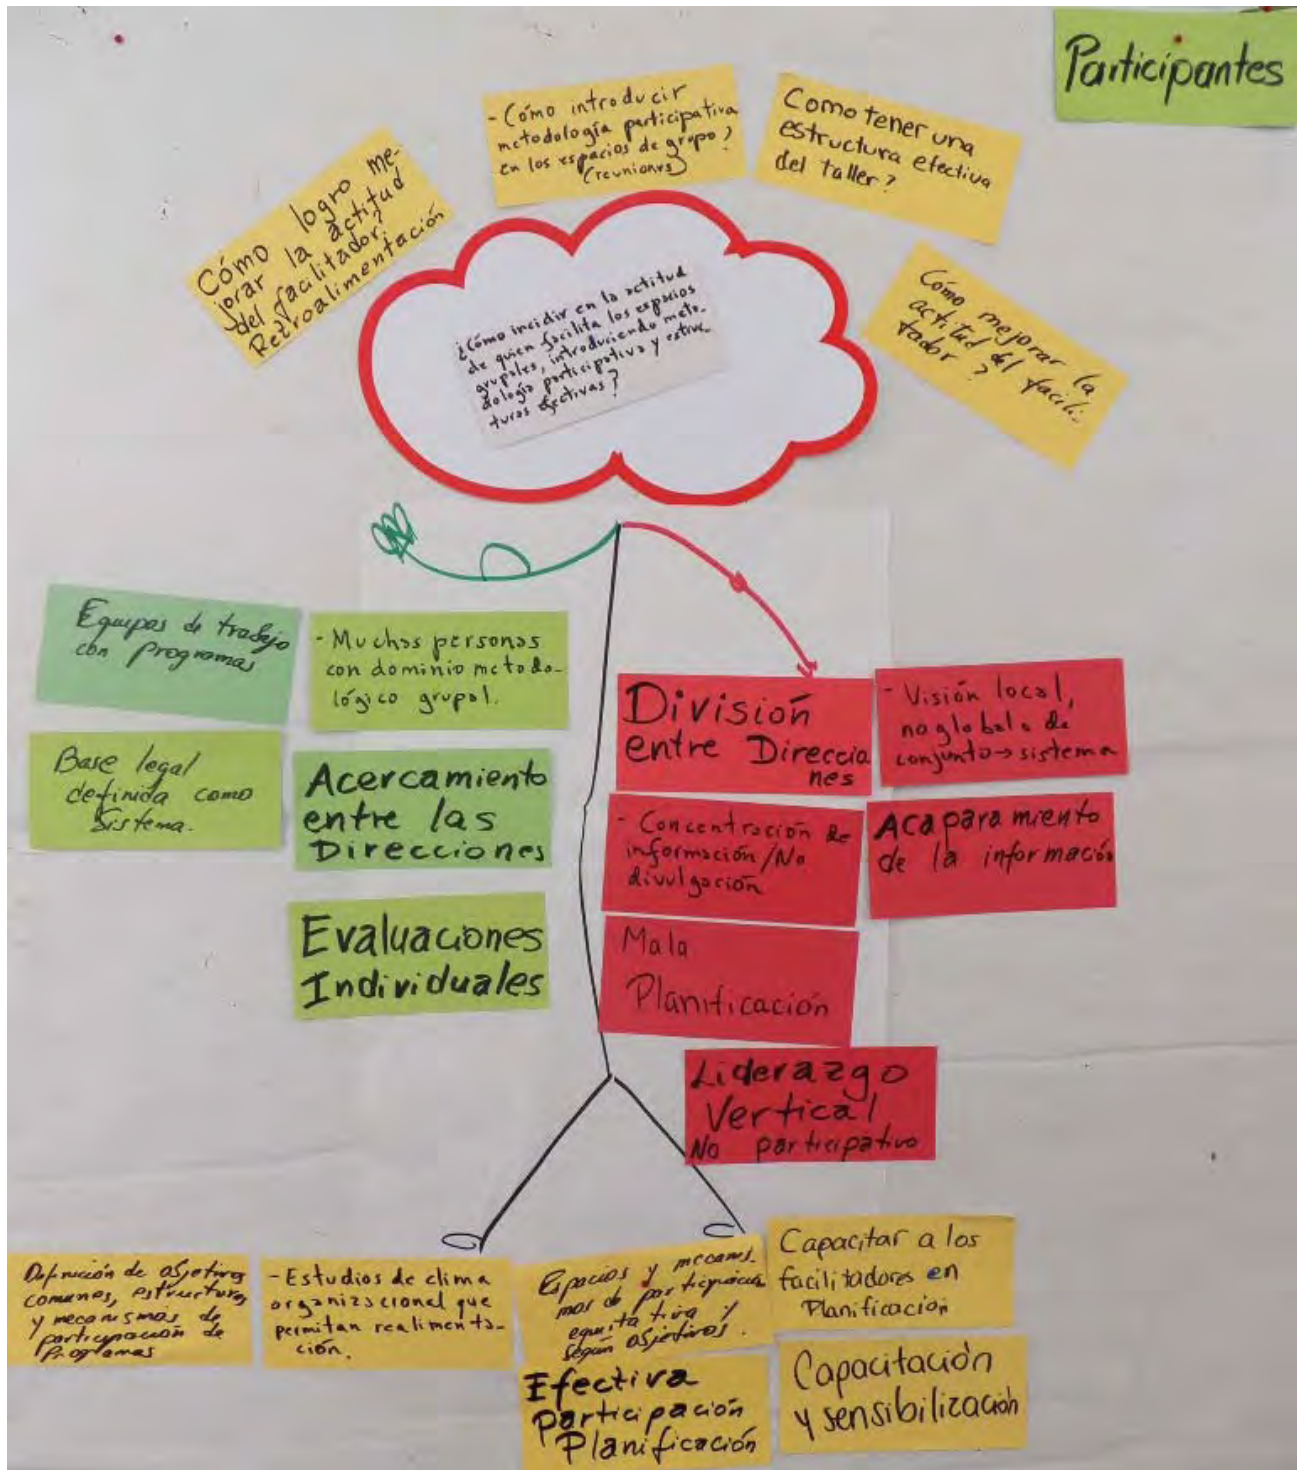 Participantes
Cómo logro me-
jorar la actitud
del facilitador?
Retroalimentación
- Cómo introducir
metodología participativa
en los espacios de grupo?
(reuniones)
Como tener una
estructura efectiva
del taller?
Cómo mejorar la
actitud del facili-
tador?
¿Cómo incidir en la actitud
de quien facilita los espacios
grupales, introduciendo meto-
dología participativa y estruc-
turas efectivas?
Equipos de trabajo
con programas
- Muchas personas
con dominio metodo-
lógico grupal.
Base legal
definida como
Sistema.
Acercamiento
entre las
Direcciones
Evaluaciones
Individuales
División
entre Direccio
nes
- Visión local,
no global o de
conjunto → sistema
- Concentración de
información/No
divulgación
Acaparamiento
de la información
Mala
Planificación
Liderazgo
Vertical
No participativo
Definición de objetivos
comunes, estructuras
y mecanismos de
participación de
Programas
- Estudios de clima
organizacional que
permitan realimenta-
ción.
Espacios y mecanis-
mos de participación
equitativa y
según objetivos.
Capacitar a los
facilitadores en
Planificación
Efectiva
Participación
Planificación
Capacitación
y sensibilización